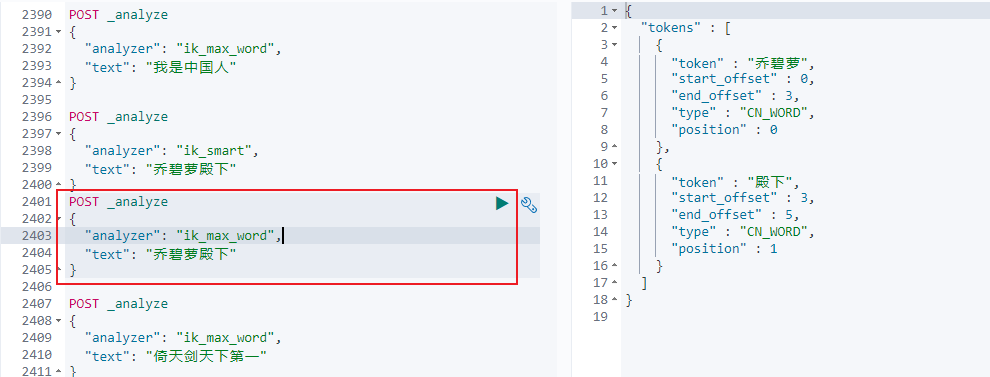 2390 POST _analyze
2391 {
2392 "analyzer": "ik_max_word",
2393 "text": "我是中国人"
2394 }
2395
2396 POST _analyze
2397 {
2398 "analyzer": "ik_smart",
2399 "text": "乔碧萝殿下"
2400 }
2401 POST _analyze
2402 {
2403 "analyzer": "ik_max_word",
2404 "text": "乔碧萝殿下"
2405 }
2406
2407 POST _analyze
2408 {
2409 "analyzer": "ik_max_word",
2410 "text": "倚天剑天下第一"
2411 }
1 {
2 "tokens" : [
3 {
4 "token" : "乔碧萝",
5 "start_offset" : 0,
6 "end_offset" : 3,
7 "type" : "CN_WORD",
8 "position" : 0
9 },
10 {
11 "token" : "殿下",
12 "start_offset" : 3,
13 "end_offset" : 5,
14 "type" : "CN_WORD",
15 "position" : 1
16 }
17 ]
18 }
19